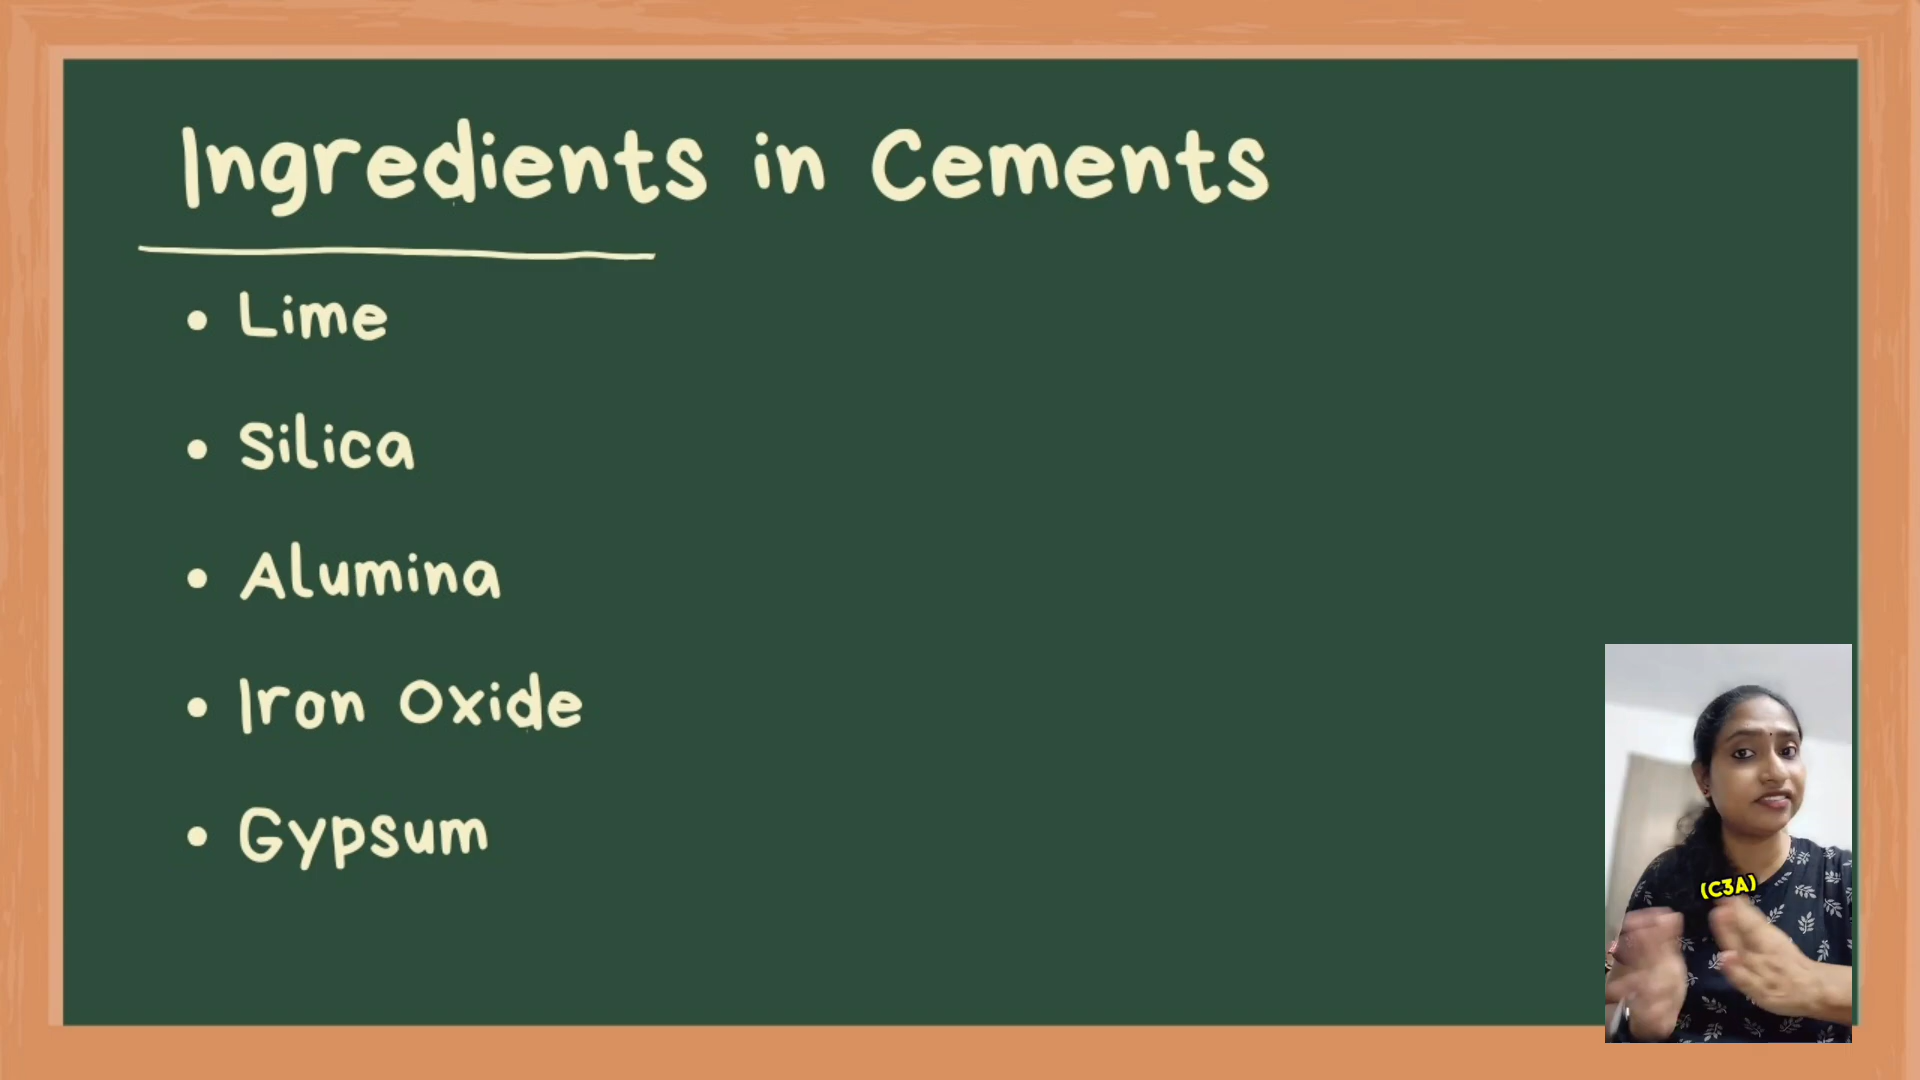 Ingredients in Cements
• Lime
• Silica
• Alumina
• Iron Oxide
• Gypsum
(C3A)